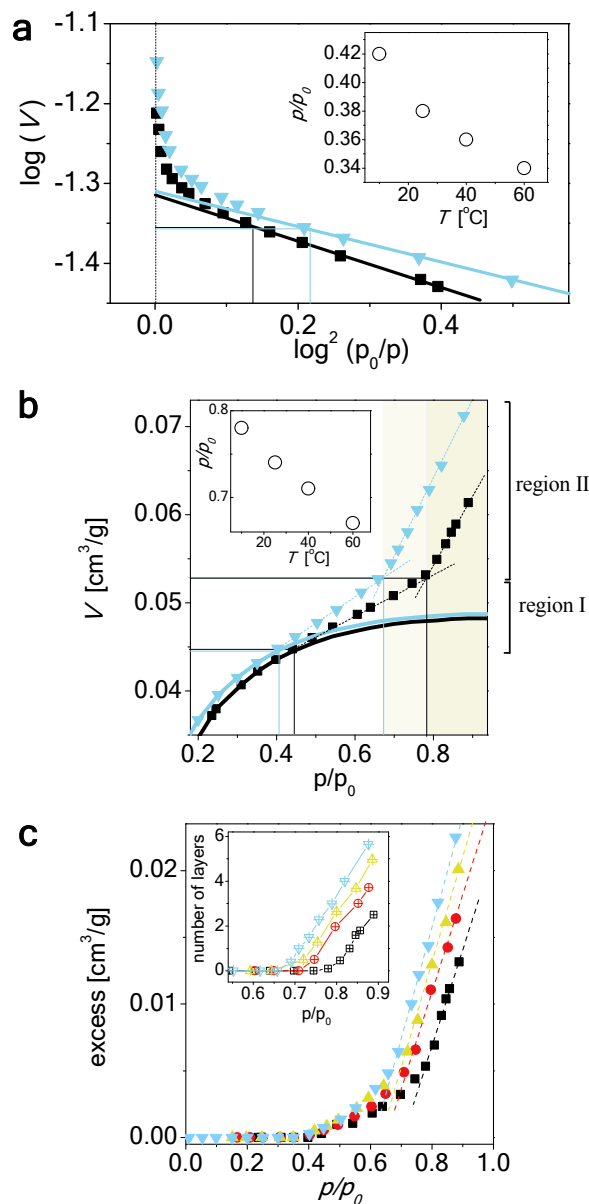 a
-1.1
-1.2
-1.3
-1.4
log (V)
0.0
0.2
0.4
log² (p₀/p)
0.42
0.40
0.38
0.36
0.34
p/p₀
20
40
60
T [°C]
b
0.07
0.06
0.05
0.04
V [cm³/g]
0.2
0.4
0.6
0.8
p/p₀
0.8
0.7
p/p₀
20
40
60
T [°C]
region II
region I
c
0.02
0.01
0.00
excess [cm³/g]
0.0
0.2
0.4
0.6
0.8
1.0
p/p₀
6
4
2
0
number of layers
0.6
0.7
0.8
0.9
p/p₀